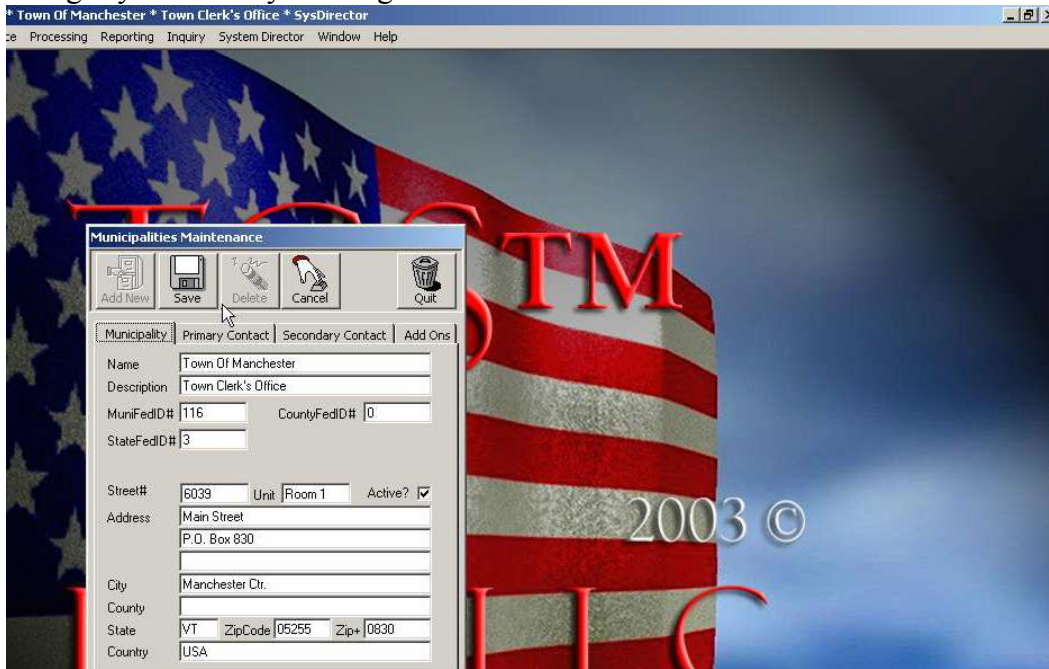 * Town Of Manchester * Town Clerk's Office * SysDirector
ce Processing Reporting Inquiry System Director Window Help
TM
Municipalities Maintenance
Add New Save Delete Cancel Quit
Municipality Primary Contact Secondary Contact Add Ons
Name Town Of Manchester
Description Town Clerk's Office
MuniFedID# 116 CountyFedID# 0
StateFedID# 3
Street# 6039 Unit Room 1 Active?
Address Main Street
P.O. Box 830
2003 ©
City Manchester Ctr.
County
State VT ZipCode 05255 Zip+ 0830
Country USA